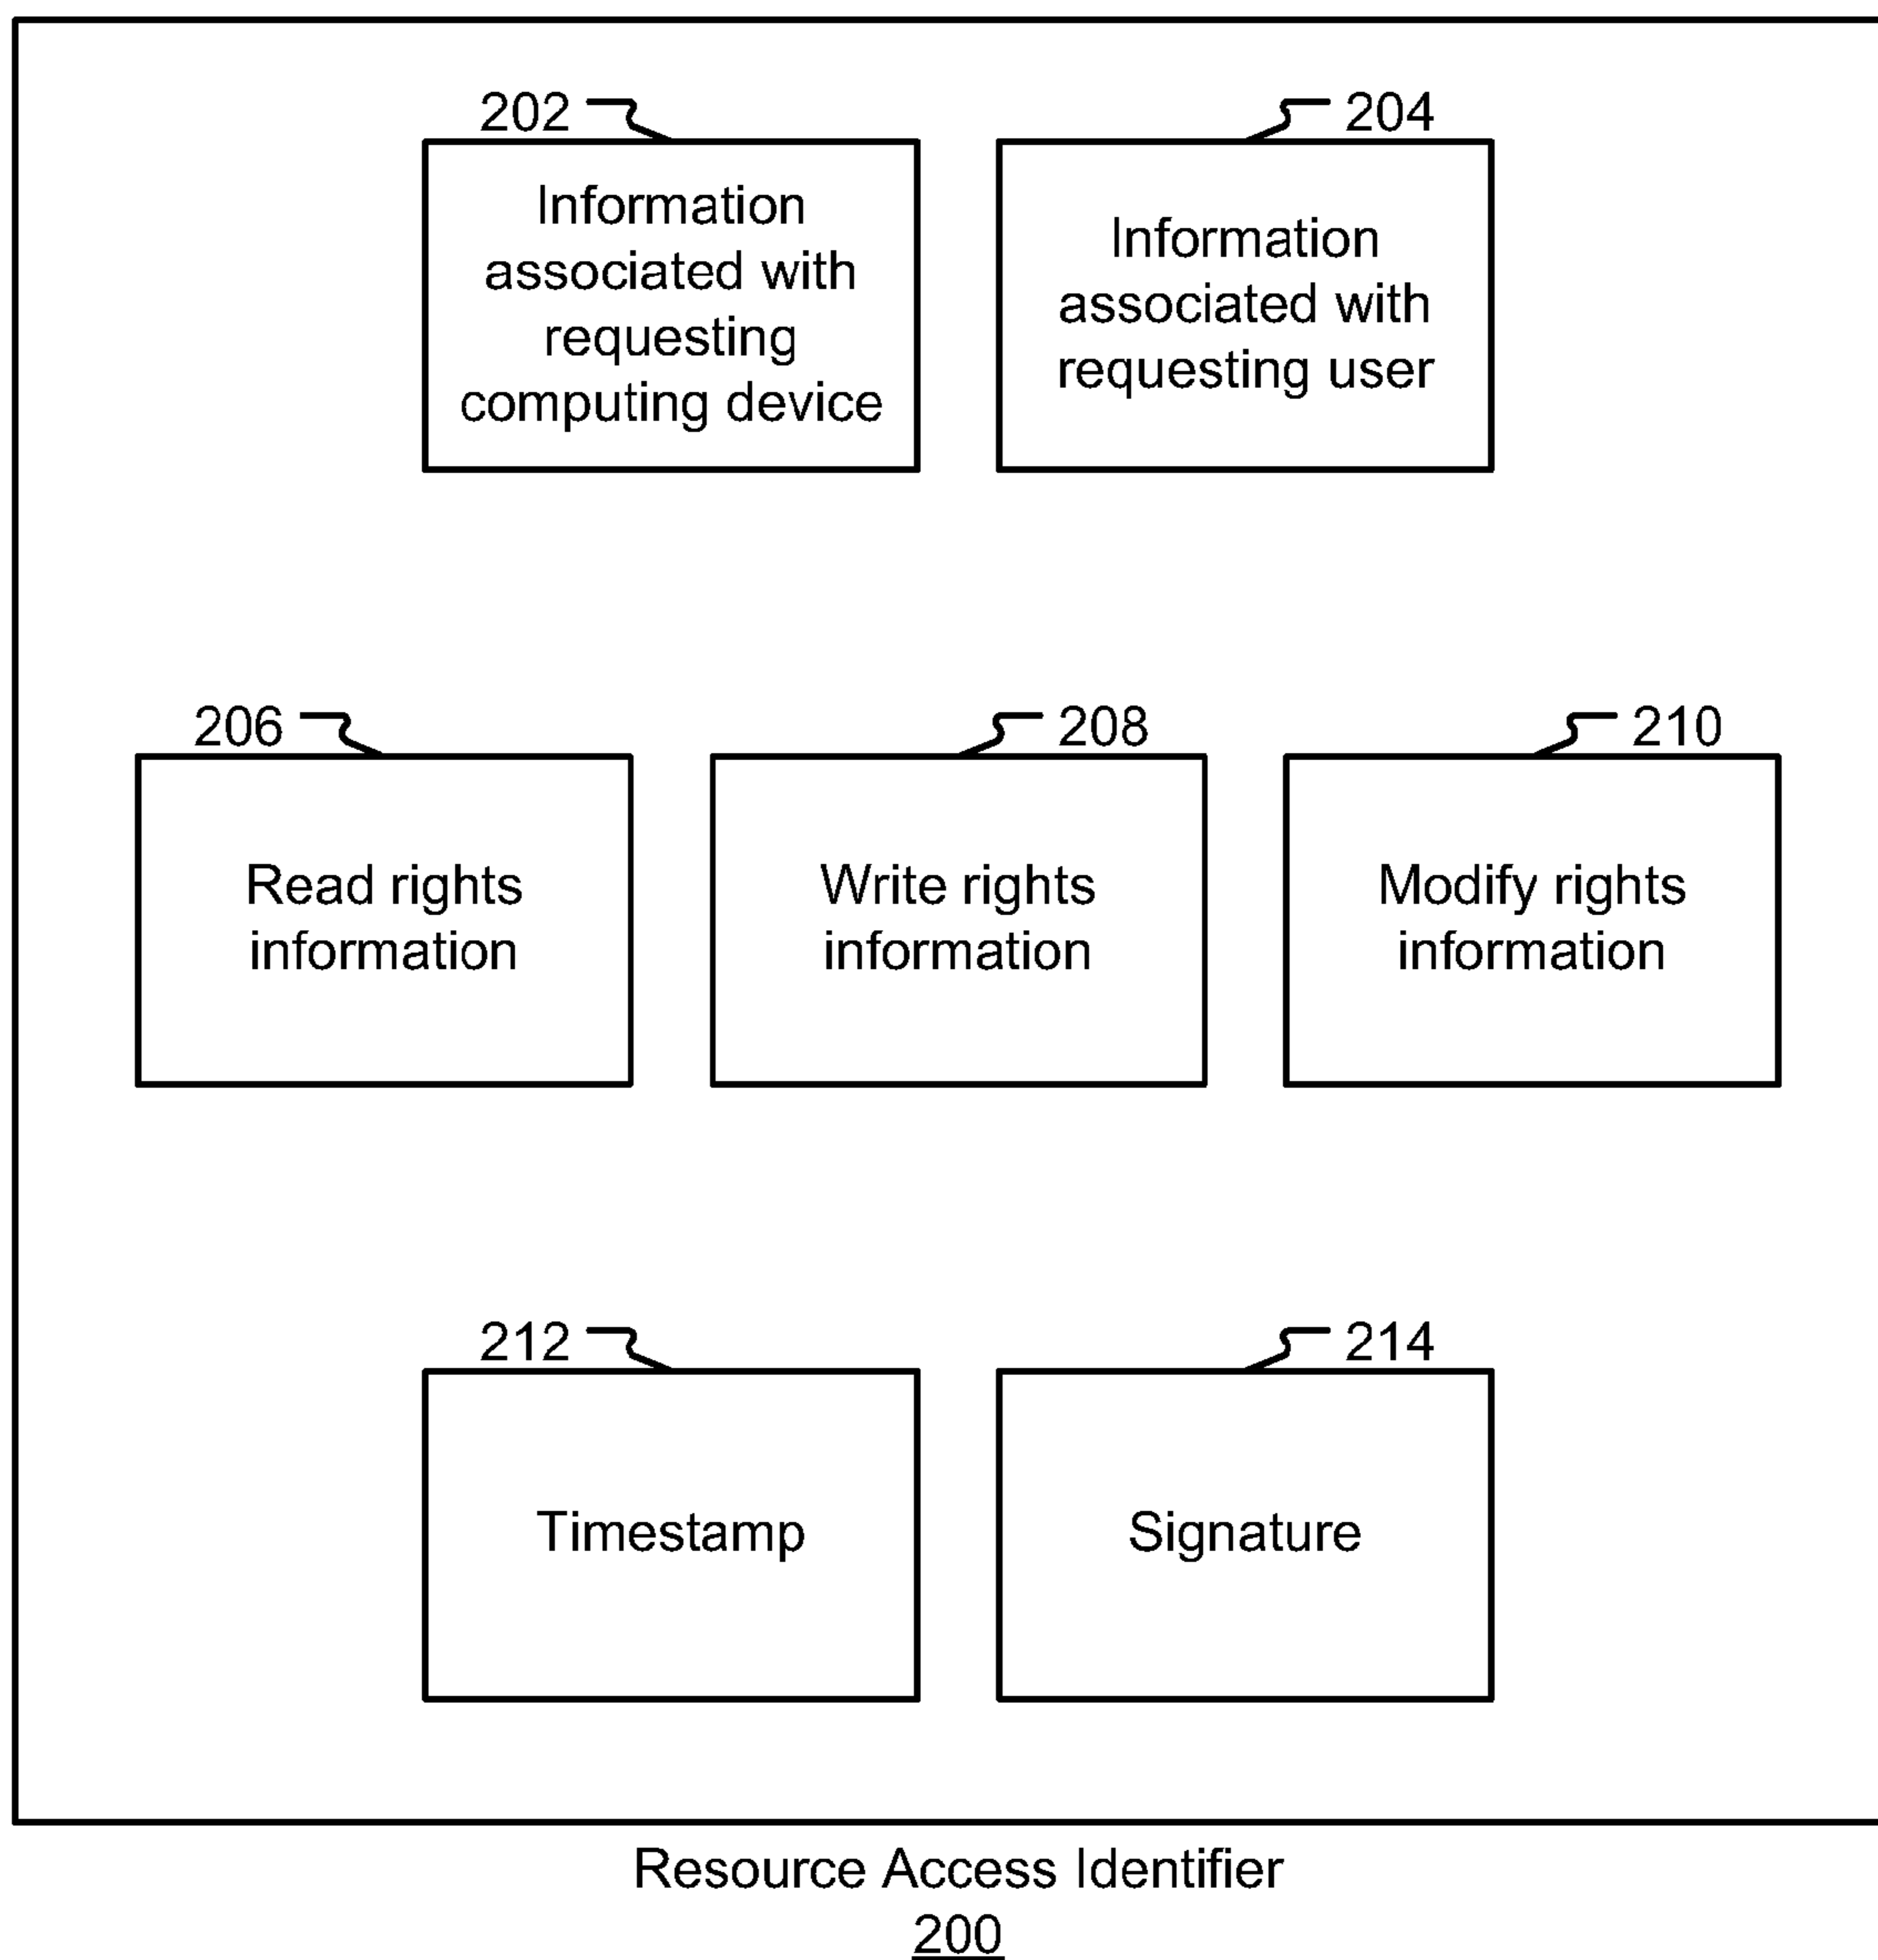 202
204
Information
associated with
requesting
computing device
Information
associated with
requesting user
206
208
210
Read rights
information
Write rights
information
Modify rights
information
212
214
Timestamp
Signature
Resource Access Identifier
200